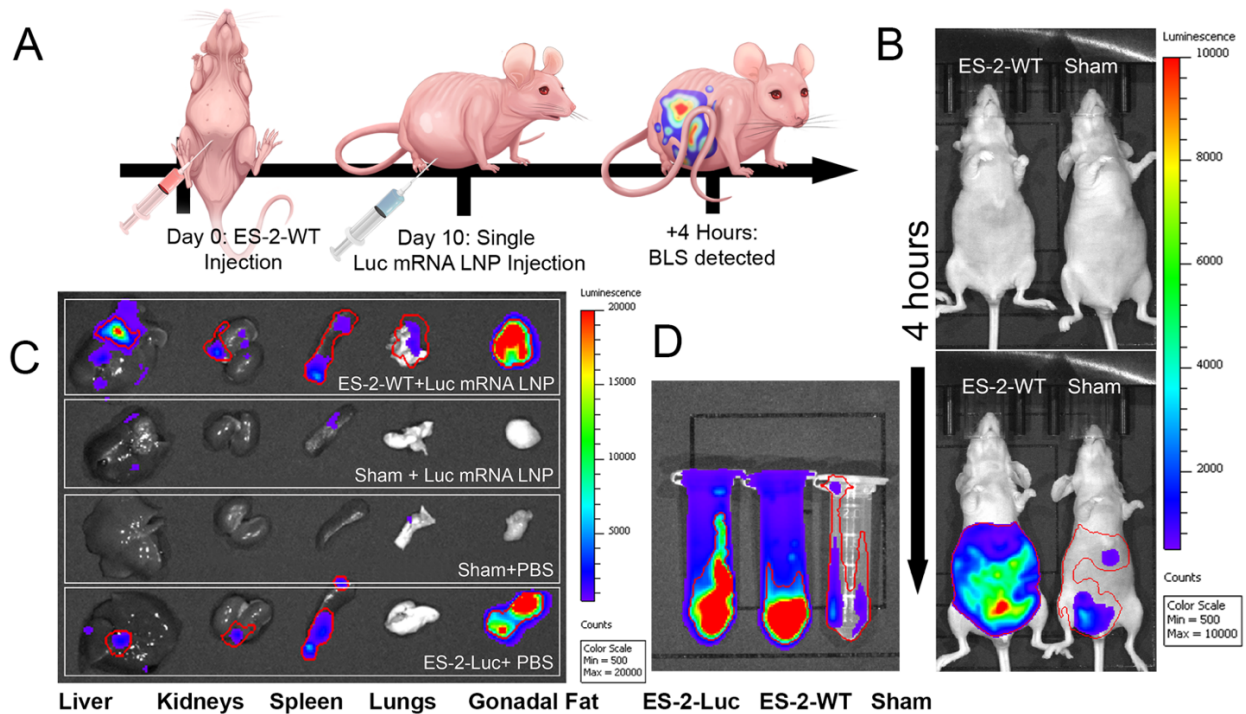 A
Day 0: ES-2-WT
Injection
Day 10: Single
Luc mRNA LNP Injection
+4 Hours:
BLS detected
B
ES-2-WT
Sham
4 hours
ES-2-WT
Sham
Luminescence
10000
8000
6000
4000
2000
Counts
Color Scale
Min = 500
Max = 10000
C
ES-2-WT+Luc mRNA LNP
Sham + Luc mRNA LNP
Sham+PBS
ES-2-Luc+ PBS
Liver
Kidneys
Spleen
Lungs
Gonadal Fat
Luminescence
20000
15000
10000
5000
Counts
Color Scale
Min = 500
Max = 20000
D
ES-2-Luc
ES-2-WT
Sham